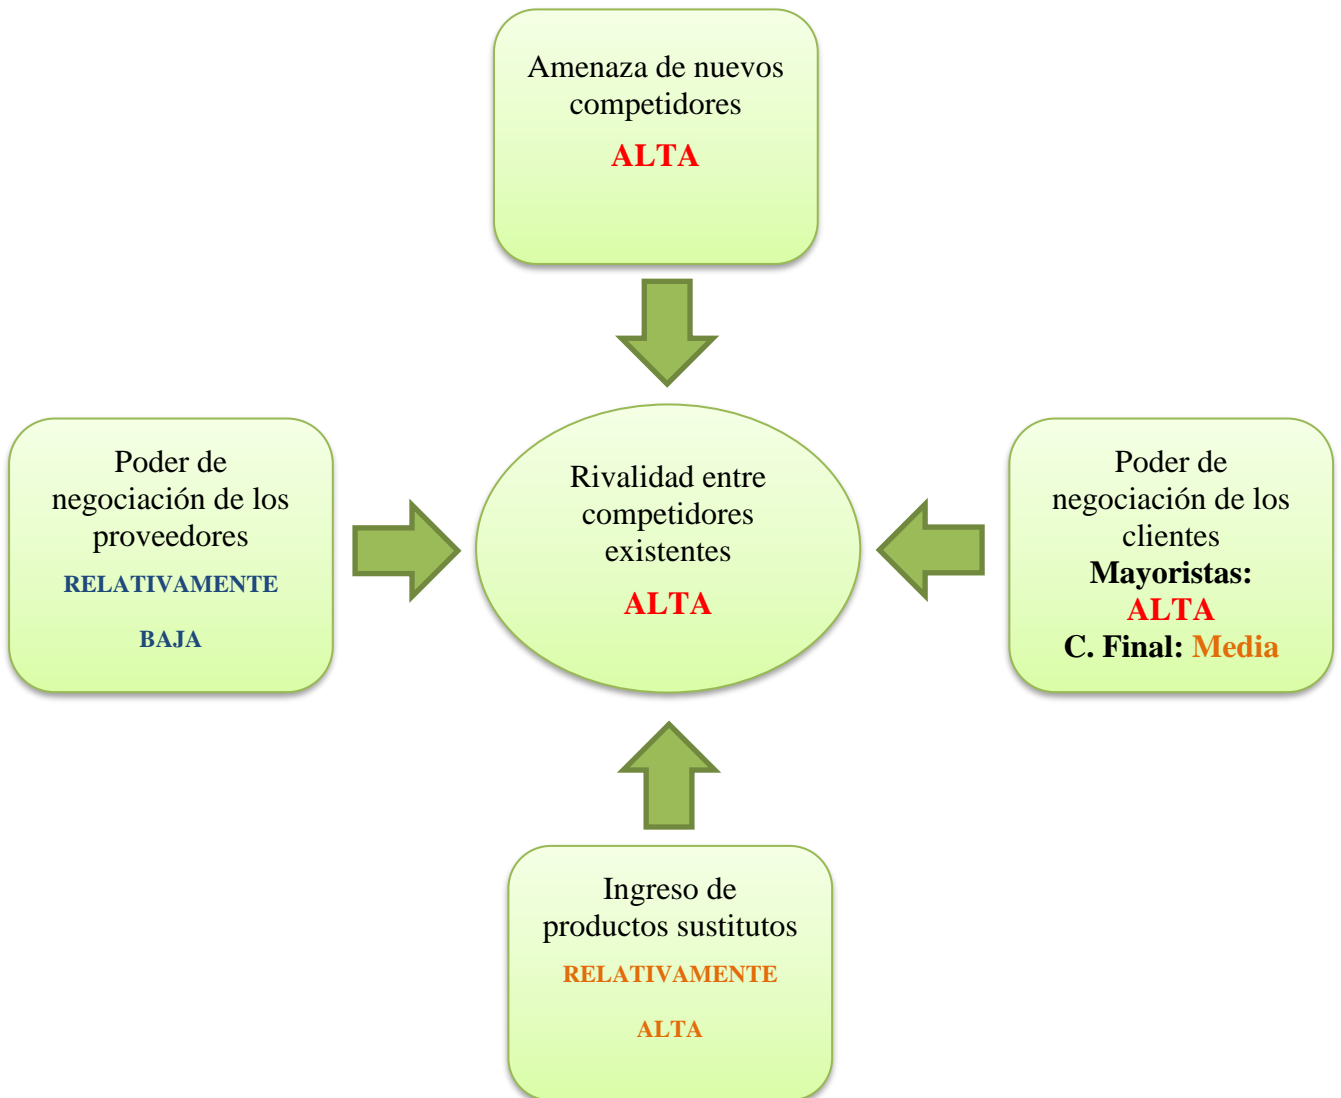 Amenaza de nuevos
competidores
ALTA
Poder de
negociación de los
proveedores
RELATIVAMENTE
BAJA
Rivalidad entre
competidores
existentes
ALTA
Poder de
negociación de los
clientes
Mayoristas:
ALTA
C. Final: Media
Ingreso de
productos sustitutos
RELATIVAMENTE
ALTA